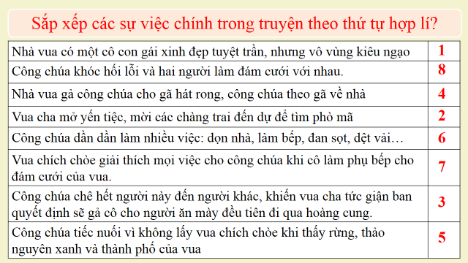 Sắp xếp các sự việc chính trong truyện theo thứ tự hợp lí?
Nhà vua có một cô con gái xinh đẹp tuyệt trần, nhưng vô vùng kiêu ngạo 1
Công chúa khóc hối lỗi và hai người làm đám cưới với nhau. 8
Nhà vua gả công chúa cho gã hát rong, công chúa theo gã về nhà 4
Vua cha mở yến tiệc, mời các chàng trai đến dự để tìm phò mã 2
Công chúa dần dần làm nhiều việc: dọn nhà, làm bếp, đan sọt, dệt vải… 6
Vua chích chòe giải thích mọi việc cho công chúa khi cô làm phụ bếp cho
đám cưới của vua. 7
Công chúa chê hết người này đến người khác, khiến vua cha tức giận ban
quyết định sẽ gả cô cho người ăn mày đều tiên đi qua hoàng cung. 3
Công chúa tiếc nuối vì không lấy vua chích chòe khi thấy rừng, thảo
nguyên xanh và thành phố của vua 5